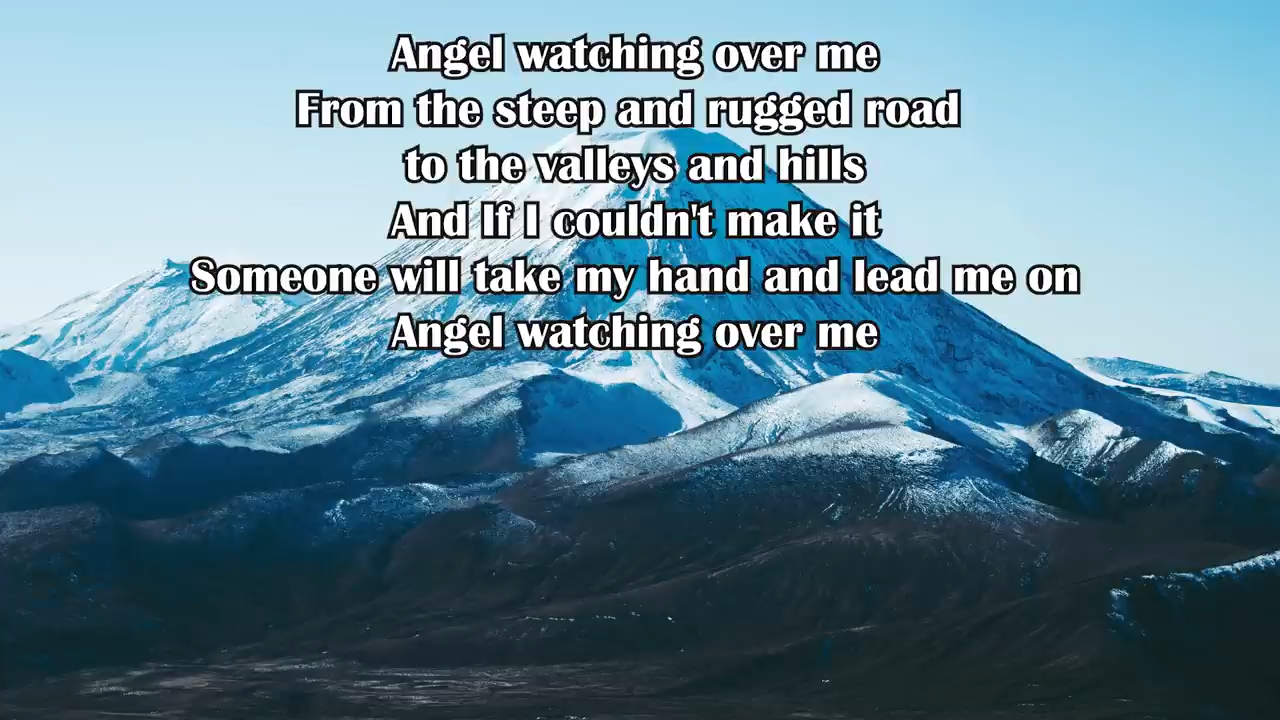 Angel watching over me
From the steep and rugged road
to the valleys and hills
And If I couldn't make it
Someone will take my hand and lead me on
Angel watching over me